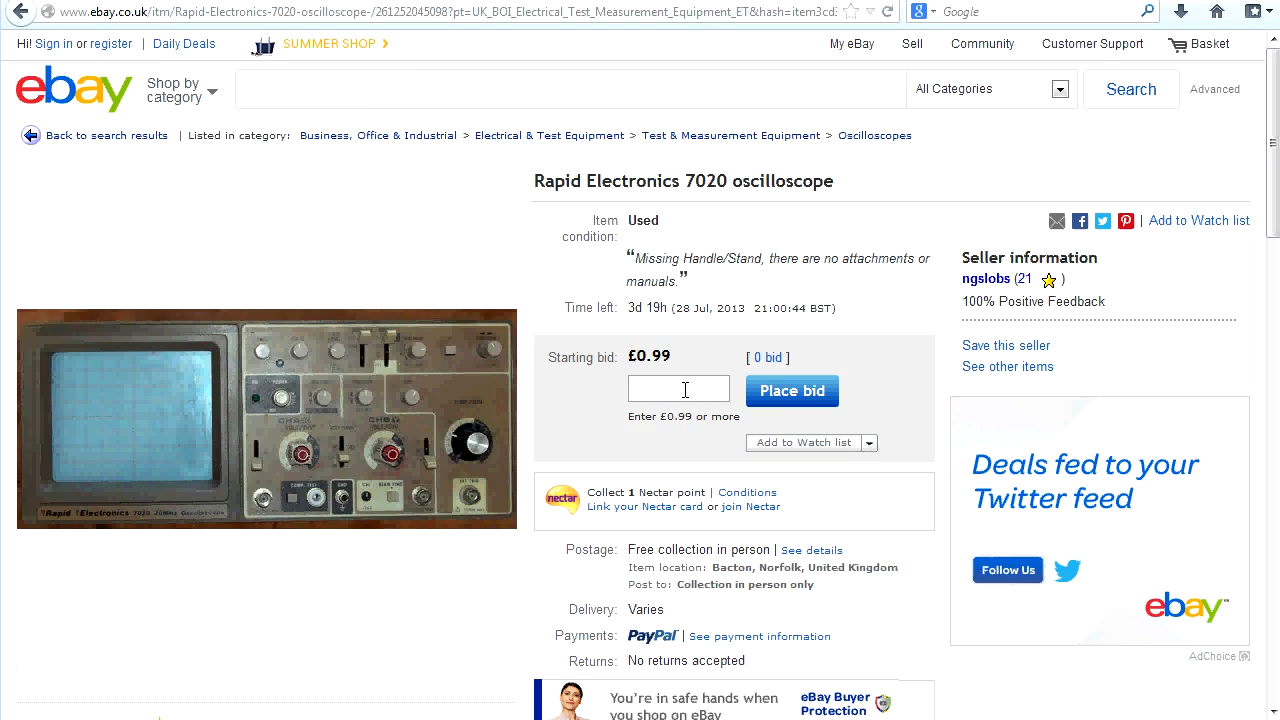 www.ebay.co.uk/itm/Rapid-Electronics-7020-oscilloscope-/261252045098?pt=UK_BOI_Electrical_Test_Measurement_Equipment_ET&hash=item3cd
Google
Hi! Sign in or register | Daily Deals SUMMER SHOP My eBay Sell Community Customer Support Basket
ebay Shop by category All Categories Search Advanced
Back to search results | Listed in category: Business, Office & Industrial > Electrical & Test Equipment > Test & Measurement Equipment > Oscilloscopes
Rapid Electronics 7020 oscilloscope
Item condition: Used
"Missing Handle/Stand, there are no attachments or
manuals."
Time left: 3d 19h (28 Jul, 2013 21:00:44 BST)
Starting bid: £0.99 [ 0 bid ]
Place bid
Enter £0.99 or more
Add to Watch list
nectar
Collect 1 Nectar point | Conditions
Link your Nectar card or join Nectar
Postage: Free collection in person | See details
Item location: Bacton, Norfolk, United Kingdom
Post to: Collection in person only
Delivery: Varies
Payments: PayPal | See payment information
Returns: No returns accepted
You're in safe hands when
you shop on eBay
eBay Buyer
Protection
| Add to Watch list
Seller information
ngslobs (21 )
100% Positive Feedback
Save this seller
See other items
Deals fed to your
Twitter feed
Follow Us
ebay
AdChoice
Rapid Electronics 7020 20MHz Oscilloscope